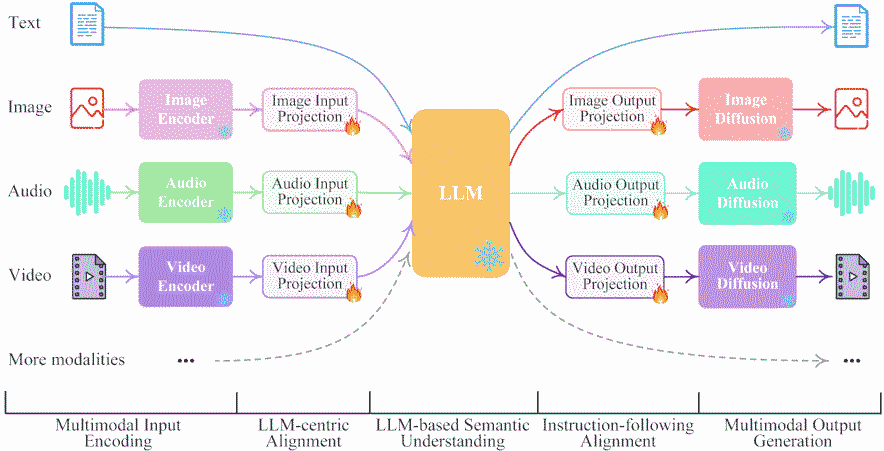 Text
Image
Image
Encoder
Image Input
Projection
Image Output
Projection
Image
Diffusion
Audio
Audio
Encoder
Audio Input
Projection
LLM
Audio Output
Projection
Audio
Diffusion
Video
Video
Encoder
Video Input
Projection
Video Output
Projection
Video
Diffusion
More modalities
...
...
Multimodal Input
Encoding
LLM-centric
Alignment
LLM-based Semantic
Understanding
Instruction-following
Alignment
Multimodal Output
Generation